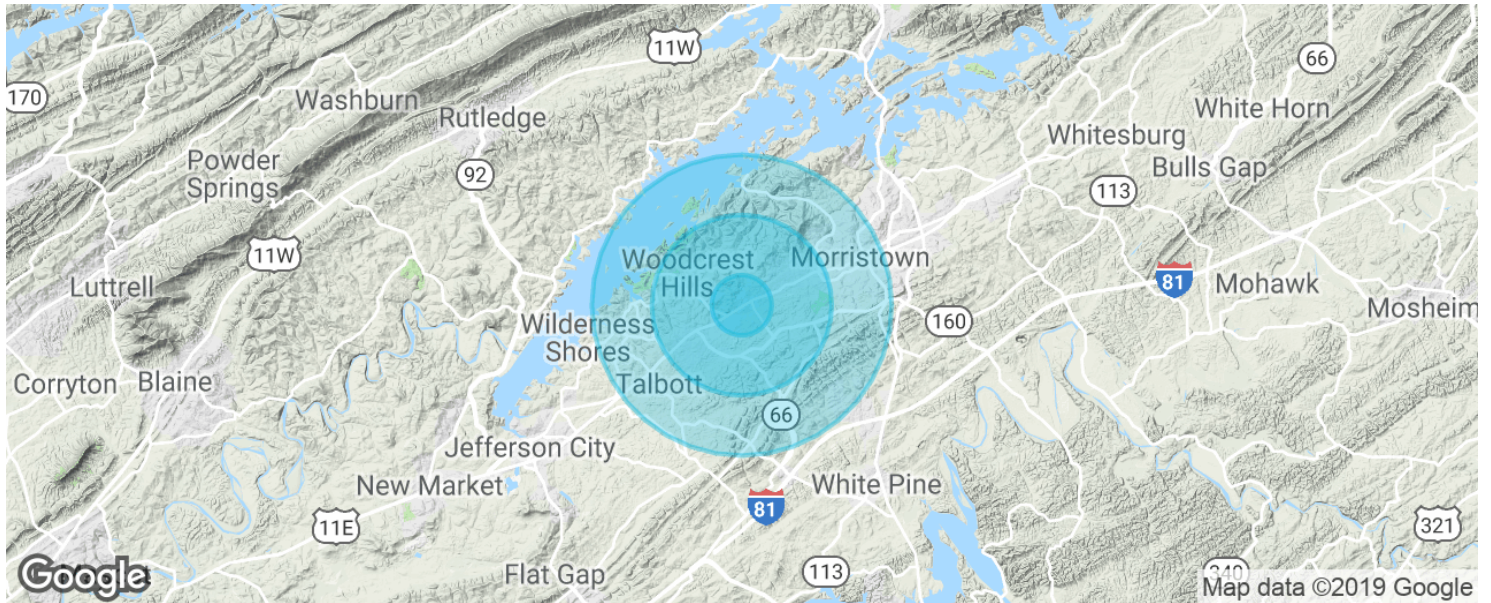 11W
66
170
Washburn
Rutledge
White Horn
Whitesburg
Powder
Springs
92
113
Bulls Gap
11W
Woodcrest
Hills
Morristown
Luttrell
81
Mohawk
Mosheim
Wilderness
Shores
160
Corryton
Blaine
Talbott
66
Jefferson City
New Market
White Pine
81
11E
321
Flat Gap
113
340
Google
Map data ©2019 Google